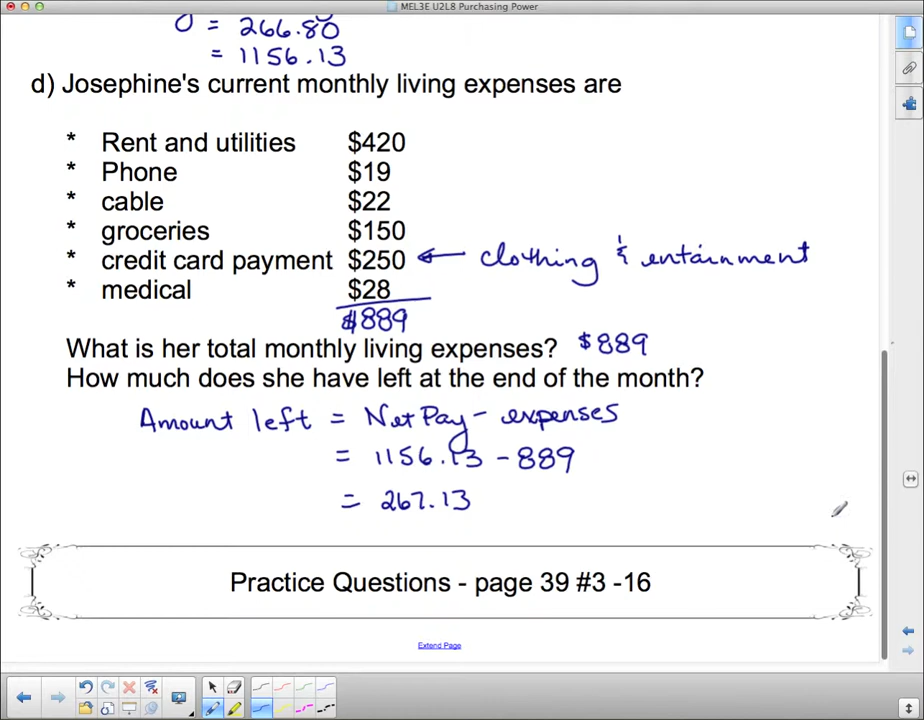 MEL3E U2L8 Purchasing Power
= 266.80
= 1156.13
d) Josephine's current monthly living expenses are
* Rent and utilities $420
* Phone $19
* cable $22
* groceries $150
* credit card payment $250 ← clothing & entainment
* medical $28
$889
What is her total monthly living expenses? $889
How much does she have left at the end of the month?
Amount left = Net Pay - expenses
= 1156.13 - 889
= 267.13
Practice Questions - page 39 #3 -16
Extend Page